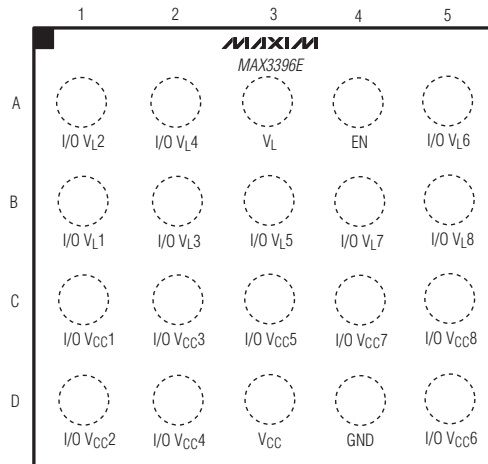 1 2 3 4 5
MAXIM
MAX3396E
A
I/O VL2 I/O VL4 VL EN I/O VL6
B
I/O VL1 I/O VL3 I/O VL5 I/O VL7 I/O VL8
C
I/O VCC1 I/O VCC3 I/O VCC5 I/O VCC7 I/O VCC8
D
I/O VCC2 I/O VCC4 VCC GND I/O VCC6